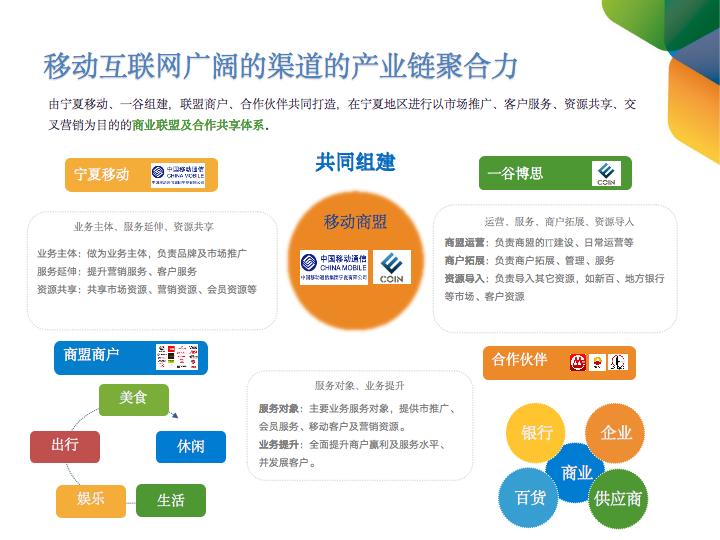 移动互联网广阔的渠道的产业链聚合力
由宁夏移动、一谷组建，联盟商户、合作伙伴共同打造，在宁夏地区进行以市场推广、客户服务、资源共享、交
叉营销为目的的商业联盟及合作共享体系。
共同组建
宁夏移动
中国移动通信
CHINA MOBILE
一谷博思
COIN
业务主体、服务延伸、资源共享
业务主体：做为业务主体，负责品牌及市场推广
服务延伸：提升营销服务、客户服务
资源共享：共享市场资源、营销资源、会员资源等
移动商盟
中国移动通信
CHINA MOBILE
中国移动通信集团宁夏有限公司
COIN
运营、服务、商户拓展、资源导入
商盟运营：负责商盟的IT建设、日常运营等
商户拓展：负责商户拓展、管理、服务
资源导入：负责导入其它资源，如新百、地方银行
等市场、客户资源
商盟商户
美食
出行
休闲
娱乐
生活
服务对象、业务提升
服务对象：主要业务服务对象，提供市推广、
会员服务、移动客户及营销资源。
业务提升：全面提升商户赢利及服务水平、
并发展客户。
合作伙伴
银行
企业
商业
百货
供应商